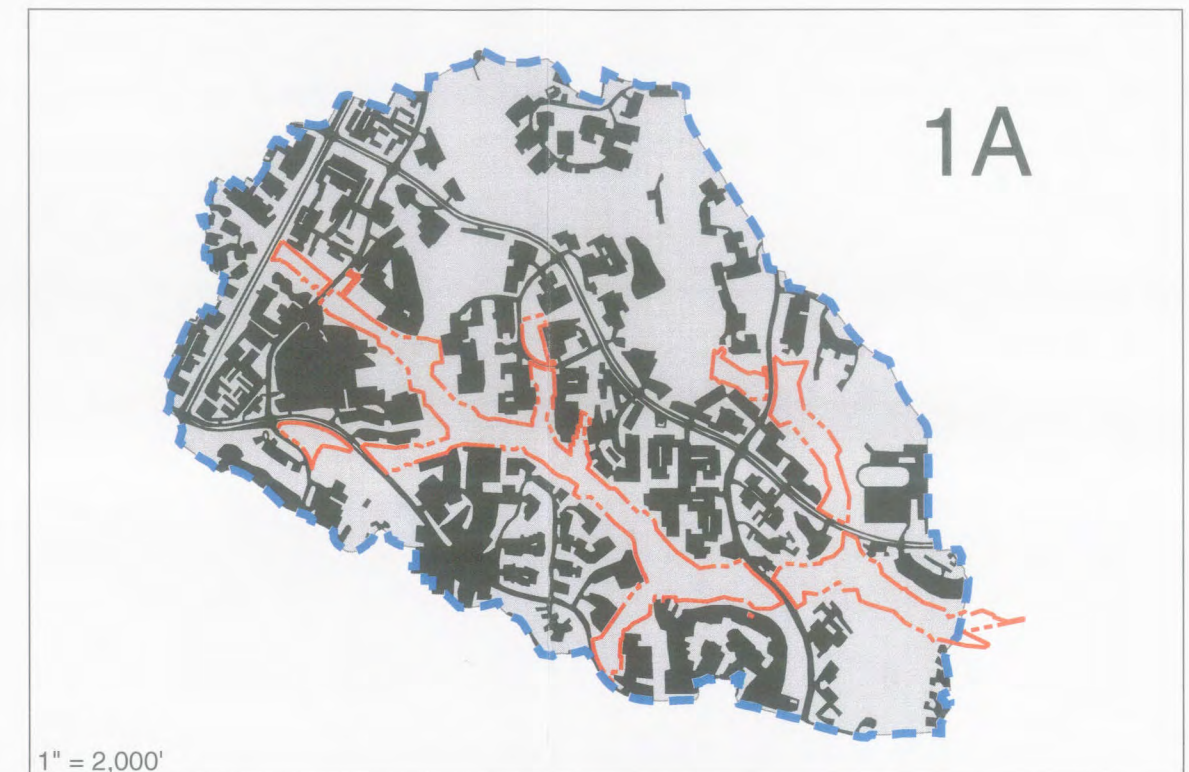 1A
1" = 2,000'